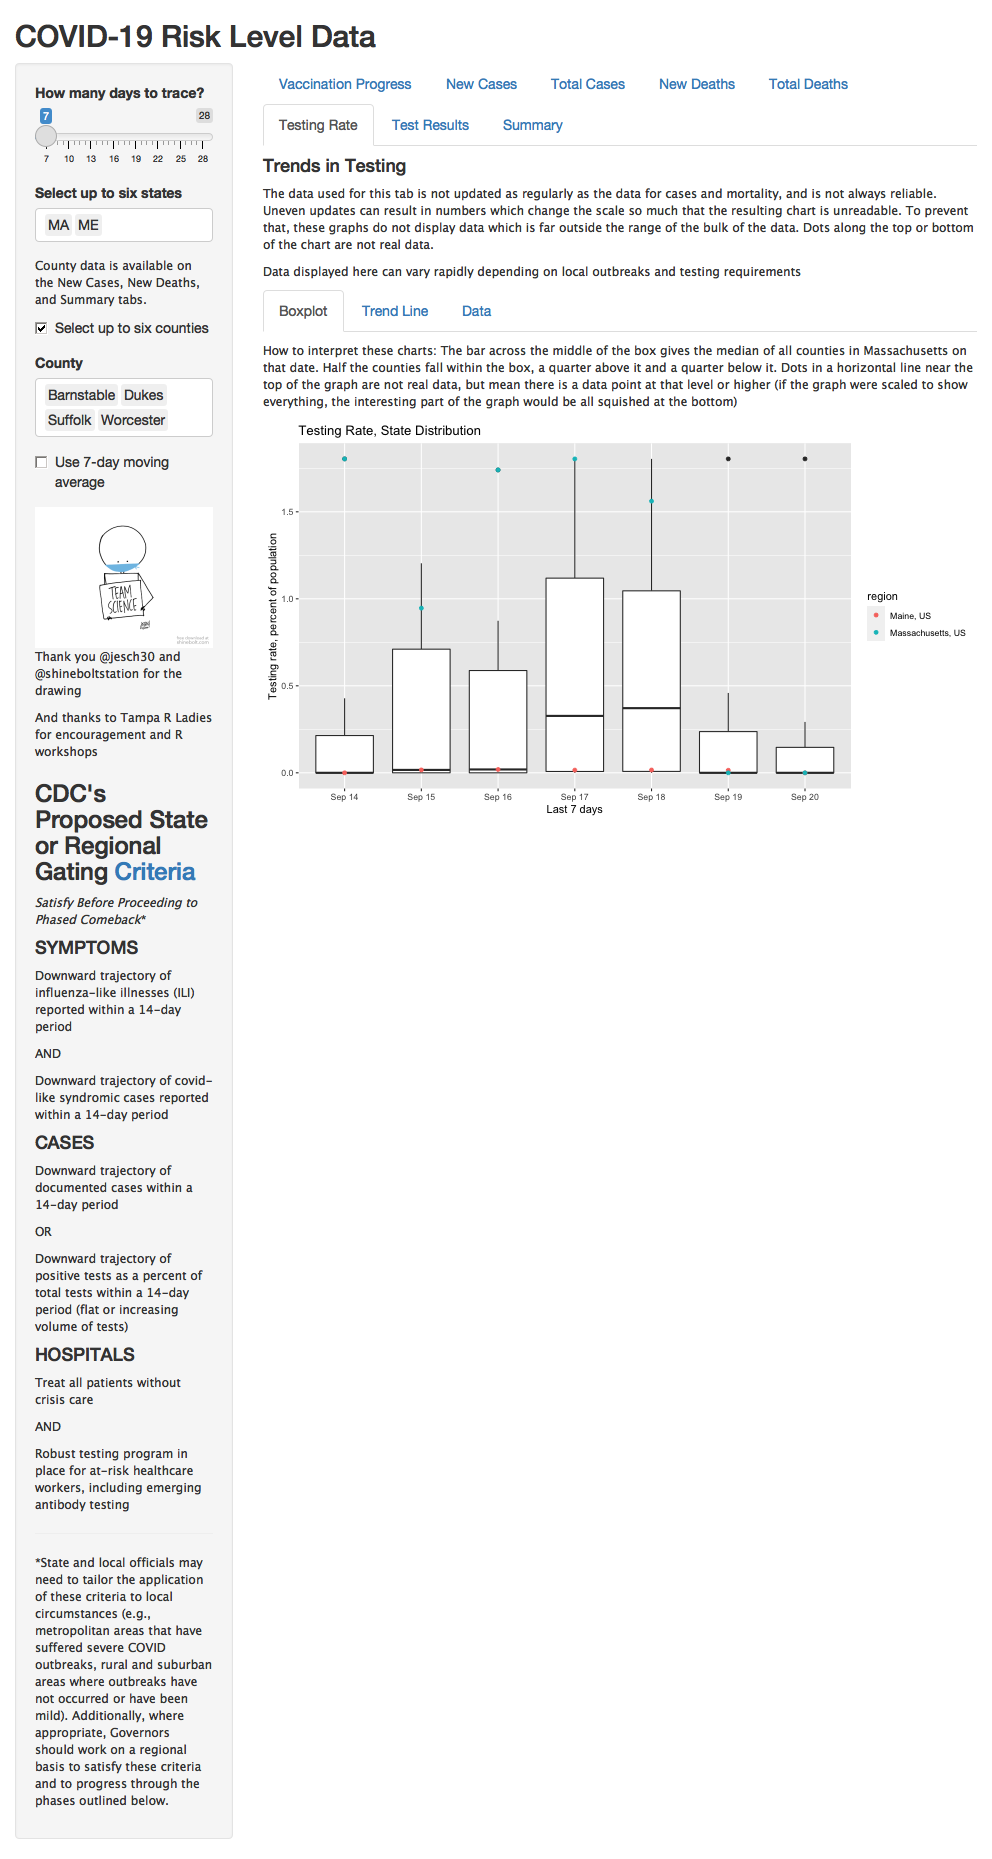 COVID-19 Risk Level Data
How many days to trace?
7 28
7 10 13 16 19 22 25 28
Select up to six states
MA ME
County data is available on
the New Cases, New Deaths,
and Summary tabs.
Select up to six counties
County
Barnstable Dukes
Suffolk Worcester
Use 7-day moving
average
TEAM
SCIENCE
Thank you @jesch30 and
@shineboltstation for the
drawing
And thanks to Tampa R Ladies
for encouragement and R
workshops
CDC's
Proposed State
or Regional
Gating Criteria
Satisfy Before Proceeding to
Phased Comeback*
SYMPTOMS
Downward trajectory of
influenza-like illnesses (ILI)
reported within a 14-day
period
AND
Downward trajectory of covid-
like syndromic cases reported
within a 14-day period
CASES
Downward trajectory of
documented cases within a
14-day period
OR
Downward trajectory of
positive tests as a percent of
total tests within a 14-day
period (flat or increasing
volume of tests)
HOSPITALS
Treat all patients without
crisis care
AND
Robust testing program in
place for at-risk healthcare
workers, including emerging
antibody testing
*State and local officials may
need to tailor the application
of these criteria to local
circumstances (e.g.,
metropolitan areas that have
suffered severe COVID
outbreaks, rural and suburban
areas where outbreaks have
not occurred or have been
mild). Additionally, where
appropriate, Governors
should work on a regional
basis to satisfy these criteria
and to progress through the
phases outlined below.
Vaccination Progress New Cases Total Cases New Deaths Total Deaths
Testing Rate Test Results Summary
Trends in Testing
The data used for this tab is not updated as regularly as the data for cases and mortality, and is not always reliable.
Uneven updates can result in numbers which change the scale so much that the resulting chart is unreadable. To prevent
that, these graphs do not display data which is far outside the range of the bulk of the data. Dots along the top or bottom
of the chart are not real data.
Data displayed here can vary rapidly depending on local outbreaks and testing requirements
Boxplot Trend Line Data
How to interpret these charts: The bar across the middle of the box gives the median of all counties in Massachusetts on
that date. Half the counties fall within the box, a quarter above it and a quarter below it. Dots in a horizontal line near the
top of the graph are not real data, but mean there is a data point at that level or higher (if the graph were scaled to show
everything, the interesting part of the graph would be all squished at the bottom)
Testing Rate, State Distribution
Testing rate, percent of population
1.5
1.0
0.5
0.0
Sep 14 Sep 15 Sep 16 Sep 17 Sep 18 Sep 19 Sep 20
Last 7 days
region
Maine, US
Massachusetts, US